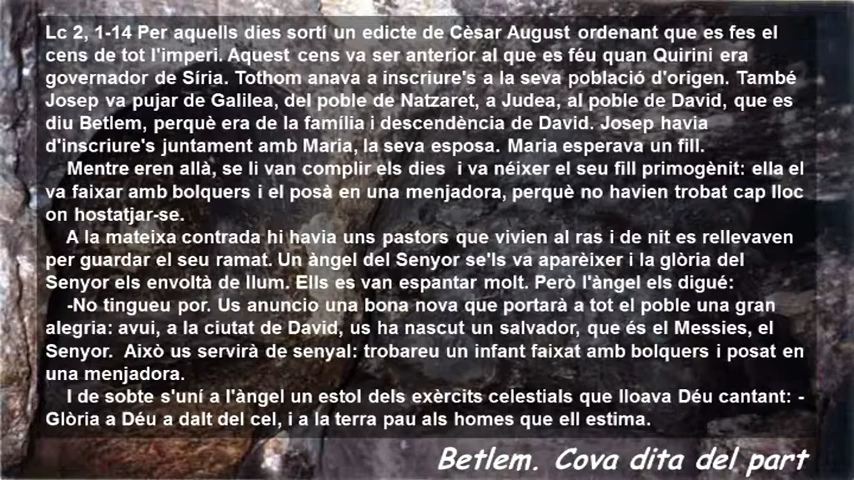 Lc 2, 1-14 Per aquells dies sortí un edicte de Cèsar August ordenant que es fes el
cens de tot l'imperi. Aquest cens va ser anterior al que es féu quan Quirini era
governador de Síria. Tothom anava a inscriure's a la seva població d'origen. També
Josep va pujar de Galilea, del poble de Natzaret, a Judea, al poble de David, que es
diu Betlem, perquè era de la família i descendència de David. Josep havia
d'inscriure's juntament amb Maria, la seva esposa. Maria esperava un fill.
Mentre eren allà, se li van complir els dies i va néixer el seu fill primogènit: ella el
va faixar amb bolquers i el posà en una menjadora, perquè no havien trobat cap lloc
on hostatjar-se.
A la mateixa contrada hi havia uns pastors que vivien al ras i de nit es rellevaven
per guardar el seu ramat. Un àngel del Senyor se'ls va aparèixer i la glòria del
Senyor els envoltà de llum. Ells es van espantar molt. Però l'àngel els digué:
-No tingueu por. Us anuncio una bona nova que portarà a tot el poble una gran
alegria: avui, a la ciutat de David, us ha nascut un salvador, que és el Messies, el
Senyor. Això us servirà de senyal: trobareu un infant faixat amb bolquers i posat en
una menjadora.
I de sobte s'uní a l'àngel un estol dels exèrcits celestials que lloava Déu cantant: -
Glòria a Déu a dalt del cel, i a la terra pau als homes que ell estima.
Betlem. Cova dita del part